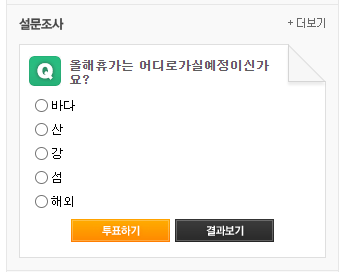 설문조사
+ 더보기
Q
올해휴가는 어디로가실예정이신가
요?
바다
산
강
섬
해외
투표하기
결과보기